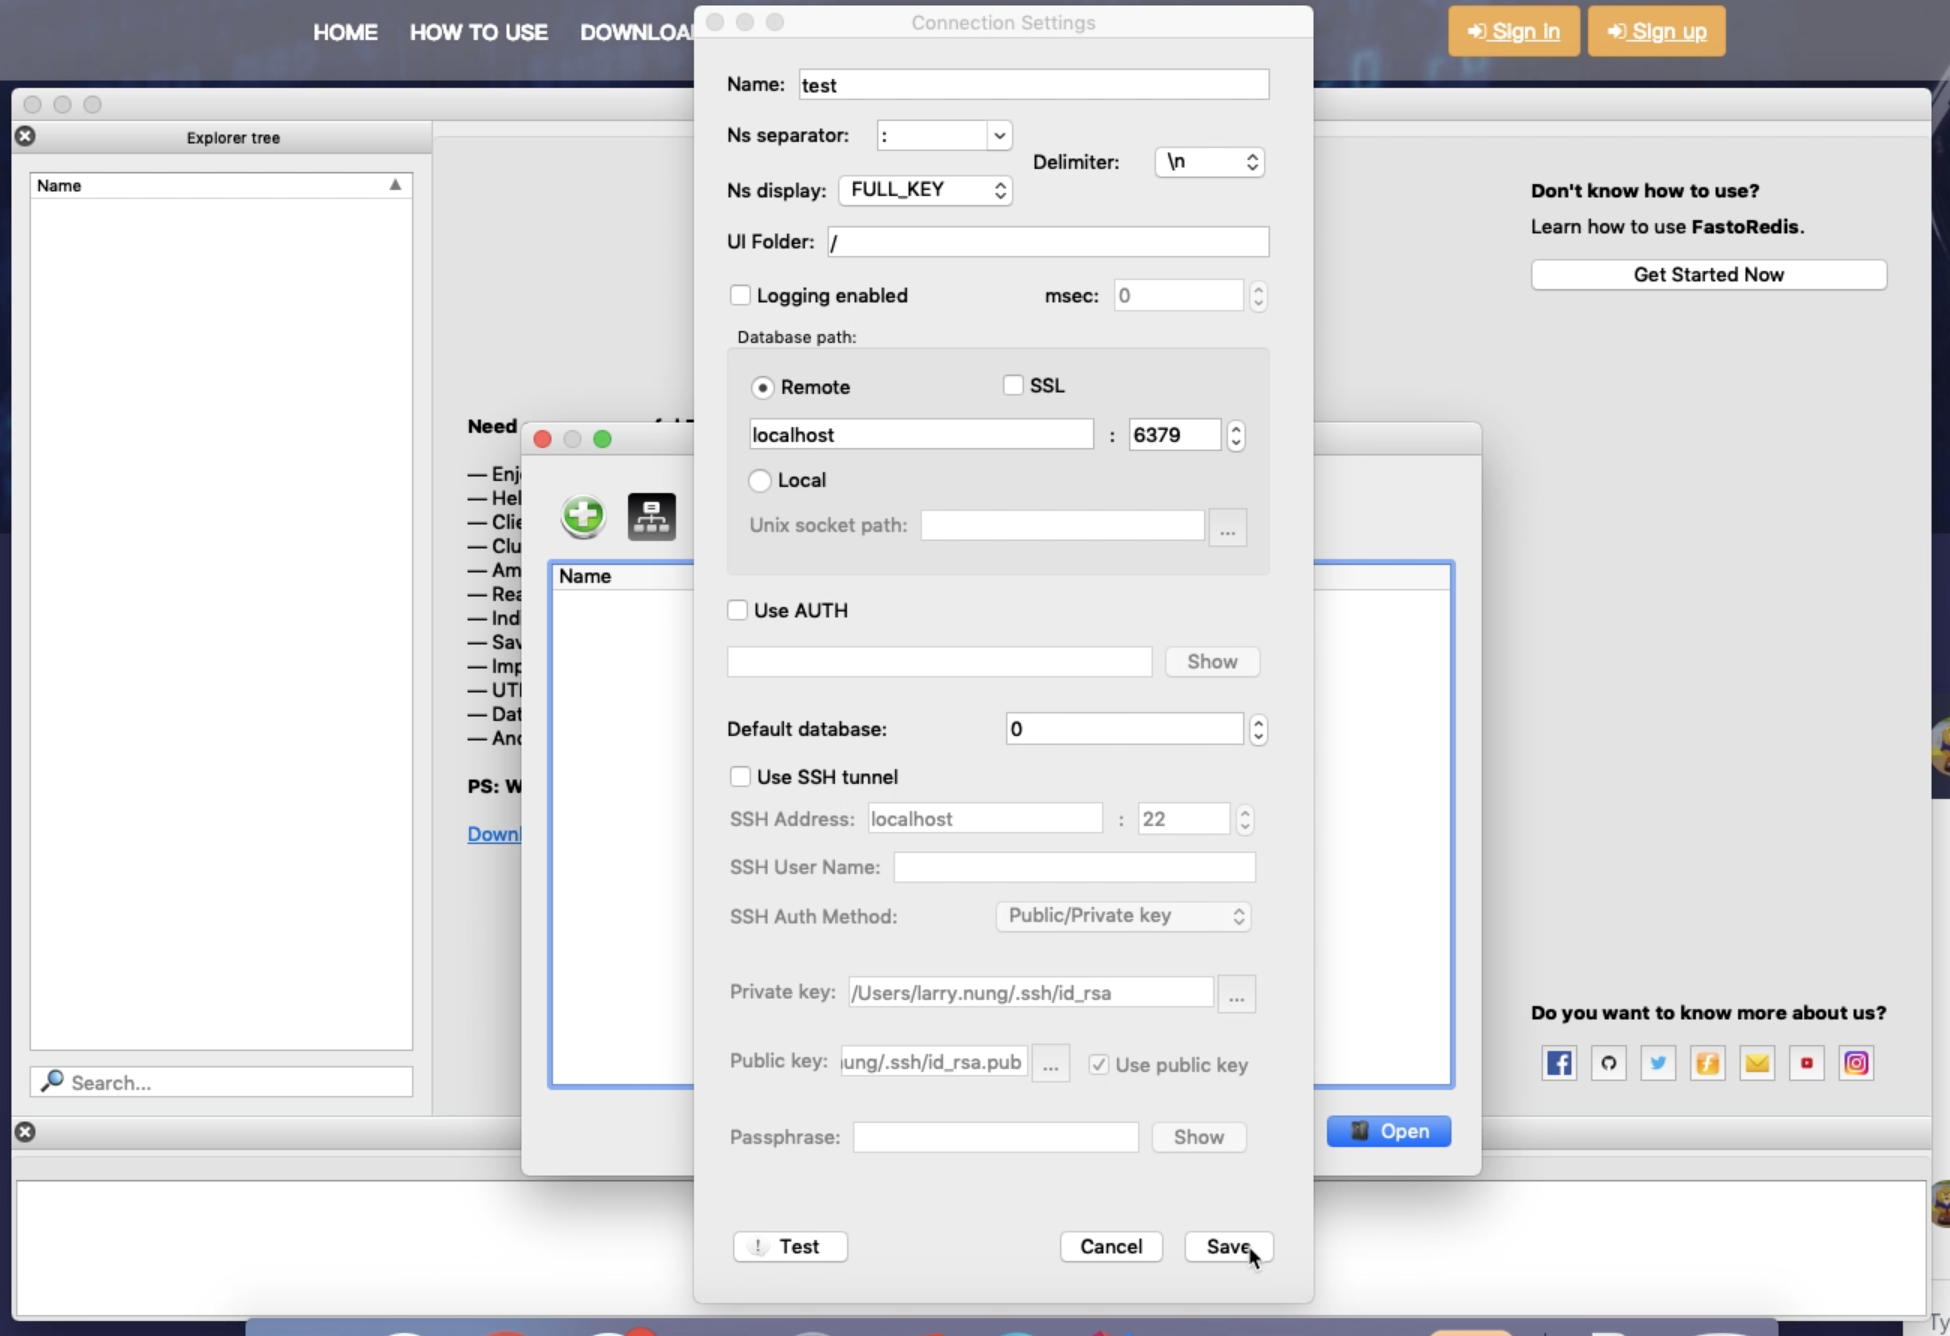 HOME HOW TO USE DOWNLOA
Connection Settings
Sign in Sign up
Name: test
Explorer tree
Name
Ns separator: :
Delimiter: \n
Ns display: FULL_KEY
UI Folder: /
Logging enabled msec: 0
Database path:
Remote SSL
localhost : 6379
Local
Unix socket path: ...
Use AUTH
Show
Default database: 0
Use SSH tunnel
SSH Address: localhost : 22
SSH User Name:
SSH Auth Method: Public/Private key
Private key: /Users/larry.nung/.ssh/id_rsa ...
Public key: nung/.ssh/id_rsa.pub ... Use public key
Passphrase: Show
Test Cancel Save
Don't know how to use?
Learn how to use FastoRedis.
Get Started Now
Need
— Enj
— Hel
— Clie
— Clu
— Am
— Rea
— Ind
— Sav
— Imp
— UTI
— Dat
— And
PS: W
Downl
Name
Open
Do you want to know more about us?
Search...
Ty